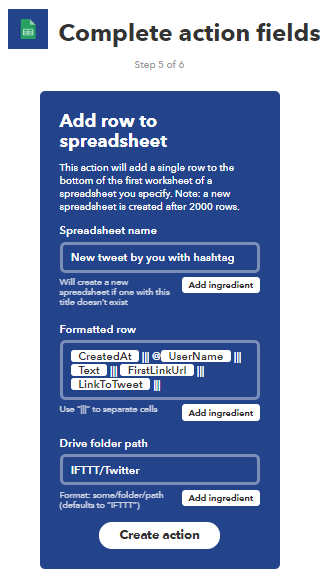 Complete action fields
Step 5 of 6
Add row to
spreadsheet
This action will add a single row to the
bottom of the first worksheet of a
spreadsheet you specify. Note: a new
spreadsheet is created after 2000 rows.
Spreadsheet name
New tweet by you with hashtag
Will create a new
spreadsheet if one with this
title doesn't exist
Add ingredient
Formatted row
CreatedAt ||| @ UserName |||
Text ||| FirstLinkUrl |||
LinkToTweet |||
Use "|||" to separate cells
Add ingredient
Drive folder path
IFTTT/Twitter
Format: some/folder/path
(defaults to "IFTTT")
Add ingredient
Create action